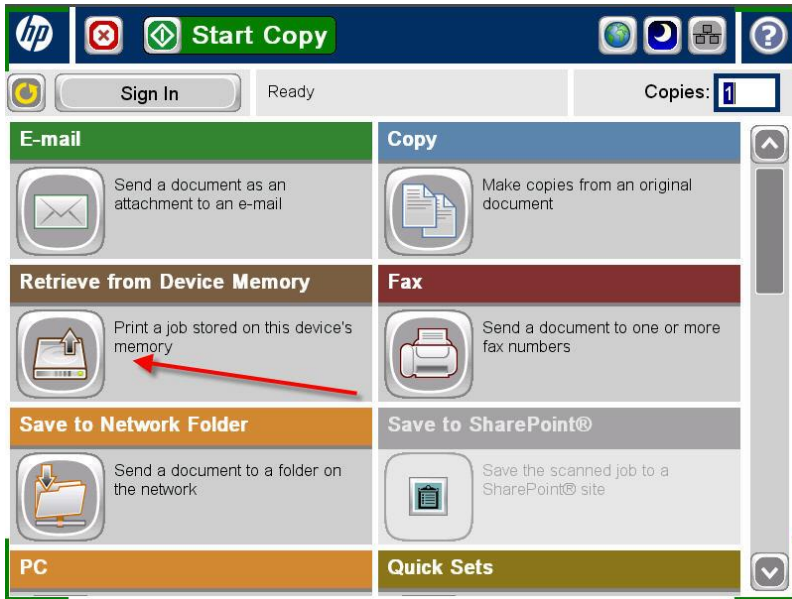 hp
Start Copy
?
Sign In
Ready
Copies: 1
E-mail
Send a document as an
attachment to an e-mail
Copy
Make copies from an original
document
Retrieve from Device Memory
Print a job stored on this device's
memory
Fax
Send a document to one or more
fax numbers
Save to Network Folder
Send a document to a folder on
the network
Save to SharePoint®
Save the scanned job to a
SharePoint® site
PC
Quick Sets